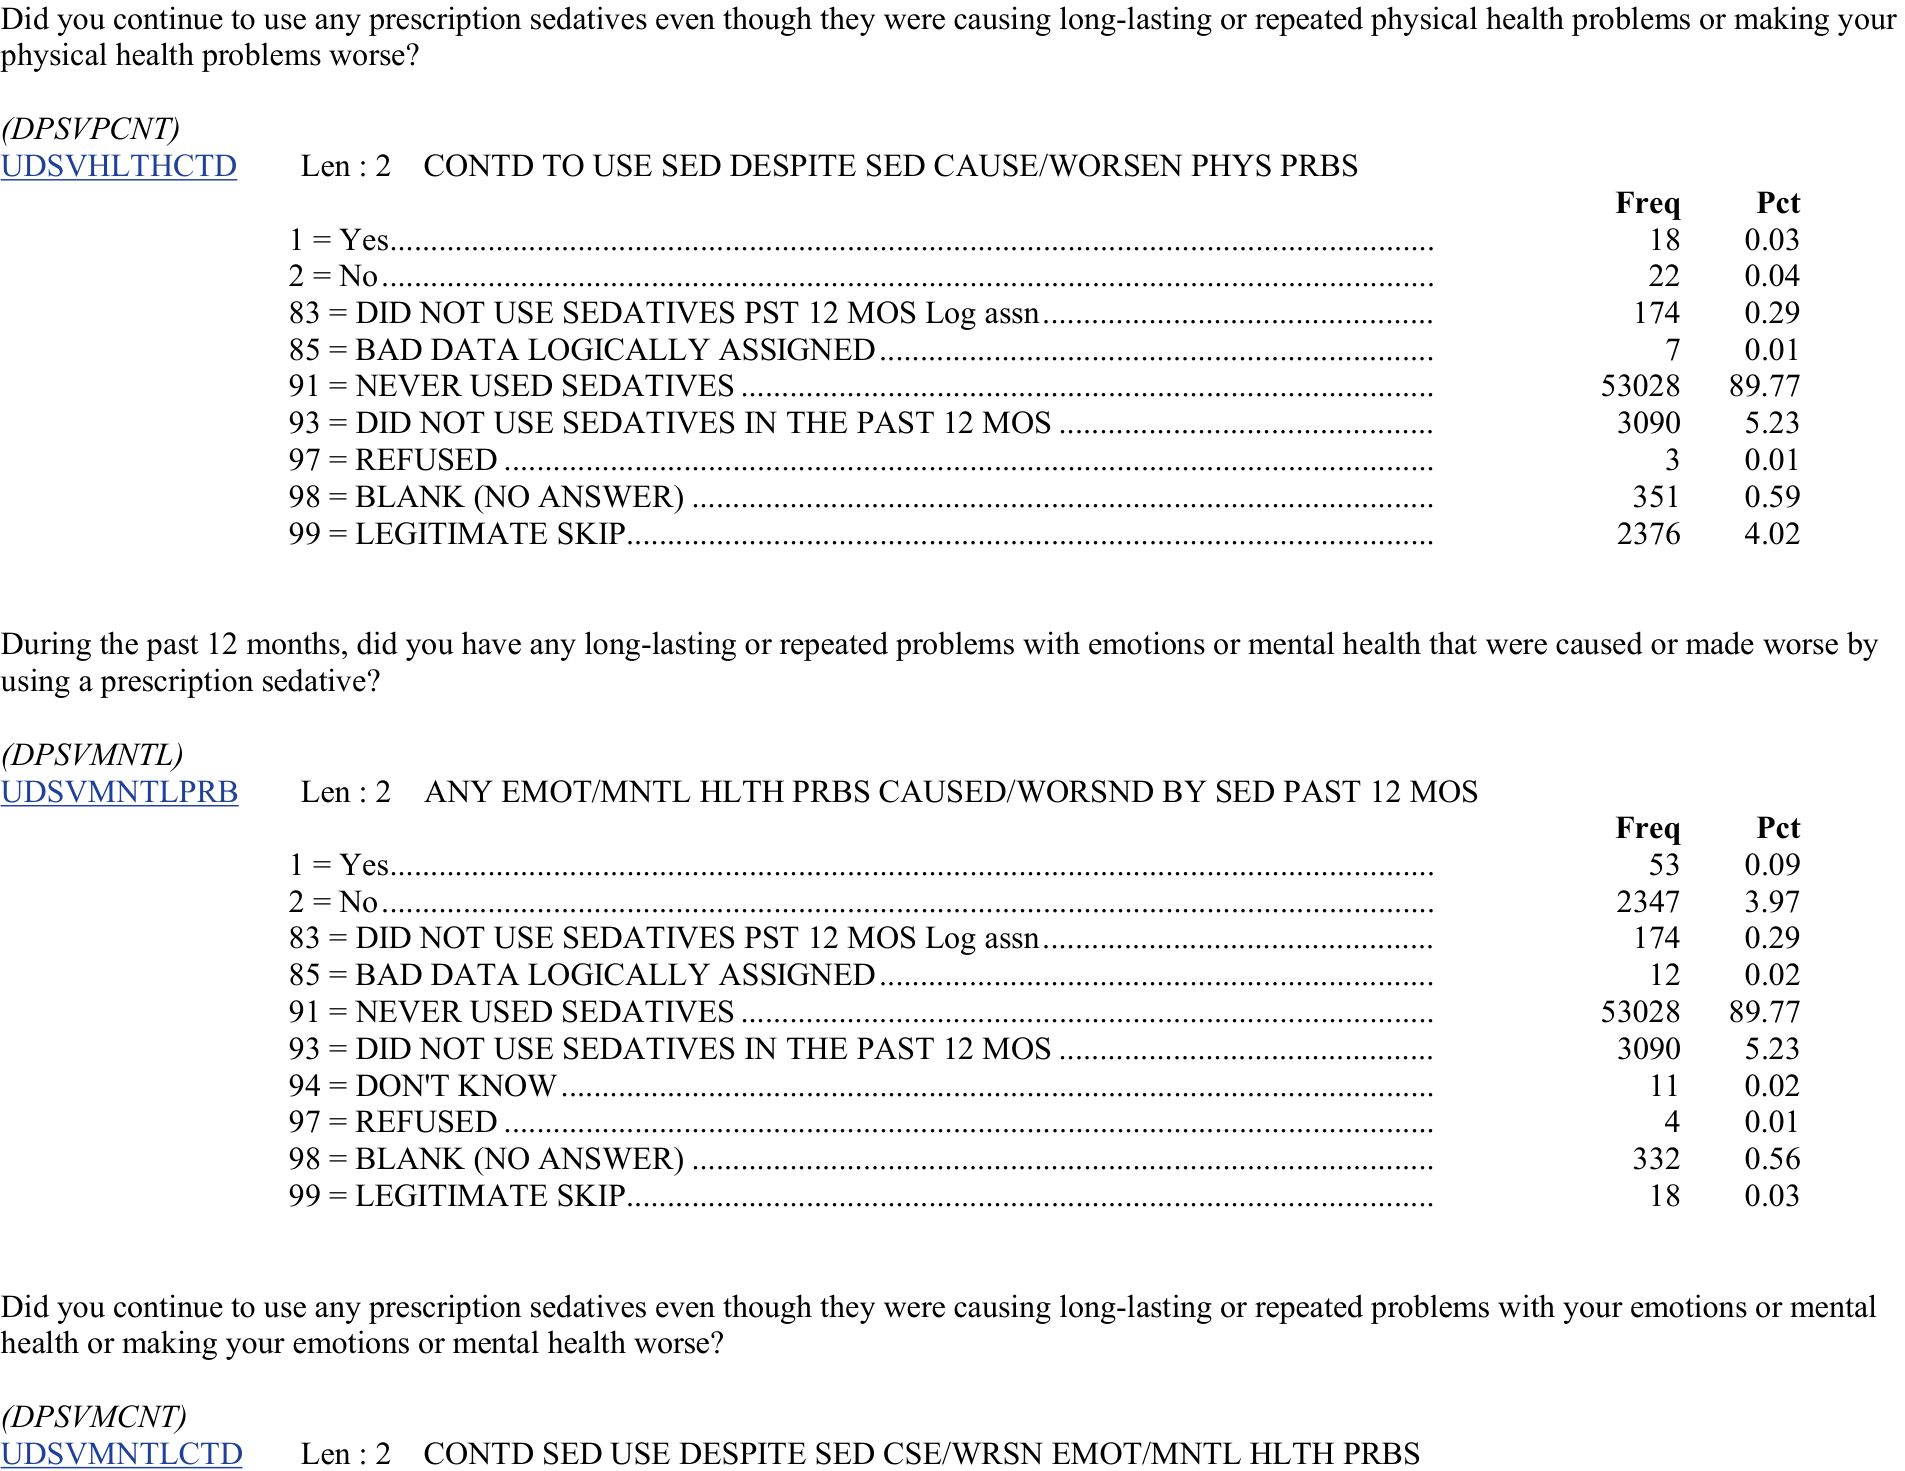 Did you continue to use any prescription sedatives even though they were causing long-lasting or repeated physical health problems or making your
physical health problems worse?
(DPSVPCNT)
UDSVHLTHCTD Len : 2 CONTD TO USE SED DESPITE SED CAUSE/WORSEN PHYS PRBS
Freq Pct
1 = Yes.......... 18 0.03
2 = No.......... 22 0.04
83 = DID NOT USE SEDATIVES PST 12 MOS Log assn.......... 174 0.29
85 = BAD DATA LOGICALLY ASSIGNED.......... 7 0.01
91 = NEVER USED SEDATIVES.......... 53028 89.77
93 = DID NOT USE SEDATIVES IN THE PAST 12 MOS.......... 3090 5.23
97 = REFUSED.......... 3 0.01
98 = BLANK (NO ANSWER).......... 351 0.59
99 = LEGITIMATE SKIP.......... 2376 4.02
During the past 12 months, did you have any long-lasting or repeated problems with emotions or mental health that were caused or made worse by
using a prescription sedative?
(DPSVMNTL)
UDSVMNTLPRB Len : 2 ANY EMOT/MNTL HLTH PRBS CAUSED/WORSND BY SED PAST 12 MOS
Freq Pct
1 = Yes.......... 53 0.09
2 = No.......... 2347 3.97
83 = DID NOT USE SEDATIVES PST 12 MOS Log assn.......... 174 0.29
85 = BAD DATA LOGICALLY ASSIGNED.......... 12 0.02
91 = NEVER USED SEDATIVES.......... 53028 89.77
93 = DID NOT USE SEDATIVES IN THE PAST 12 MOS.......... 3090 5.23
94 = DON'T KNOW.......... 11 0.02
97 = REFUSED.......... 4 0.01
98 = BLANK (NO ANSWER).......... 332 0.56
99 = LEGITIMATE SKIP.......... 18 0.03
Did you continue to use any prescription sedatives even though they were causing long-lasting or repeated problems with your emotions or mental
health or making your emotions or mental health worse?
(DPSVMCNT)
UDSVMNTLCTD Len : 2 CONTD SED USE DESPITE SED CSE/WRSN EMOT/MNTL HLTH PRBS